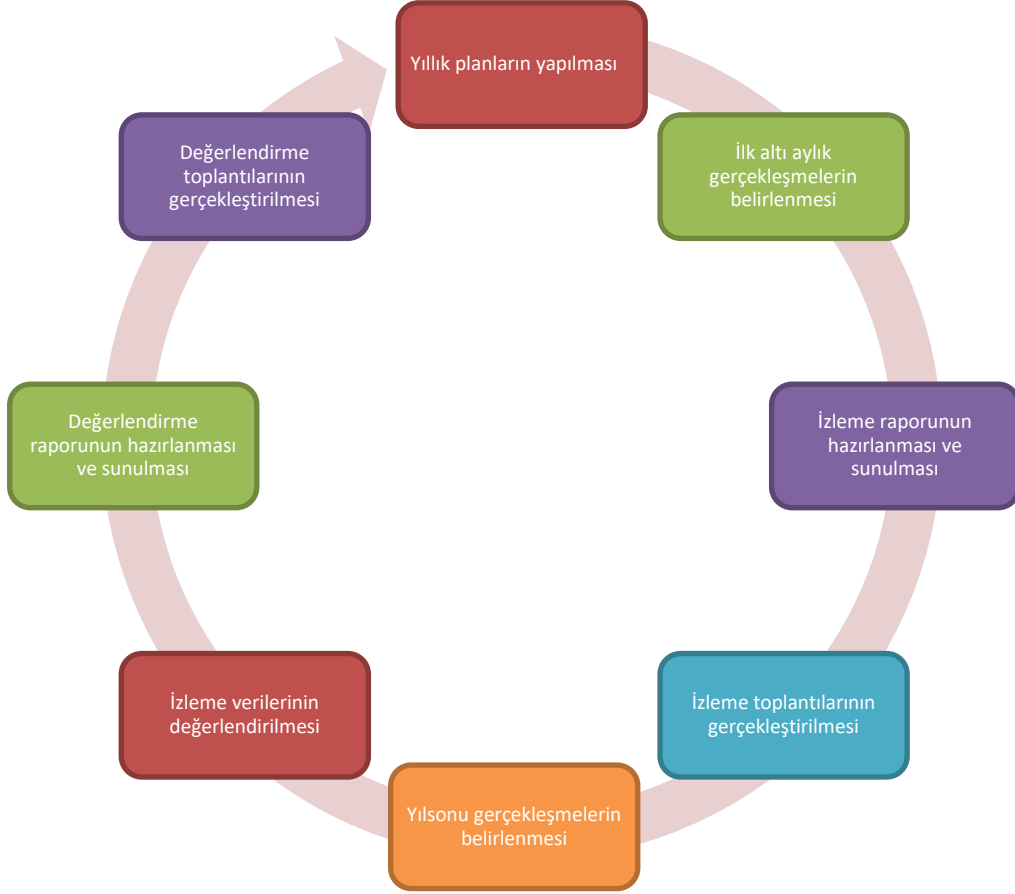 Yıllık planların yapılması
İlk altı aylık
gerçekleşmelerin
belirlenmesi
İzleme raporunun
hazırlanması ve
sunulması
İzleme toplantılarının
gerçekleştirilmesi
Yılsonu gerçekleşmelerin
belirlenmesi
İzleme verilerinin
değerlendirilmesi
Değerlendirme
raporunun hazırlanması
ve sunulması
Değerlendirme
toplantılarının
gerçekleştirilmesi